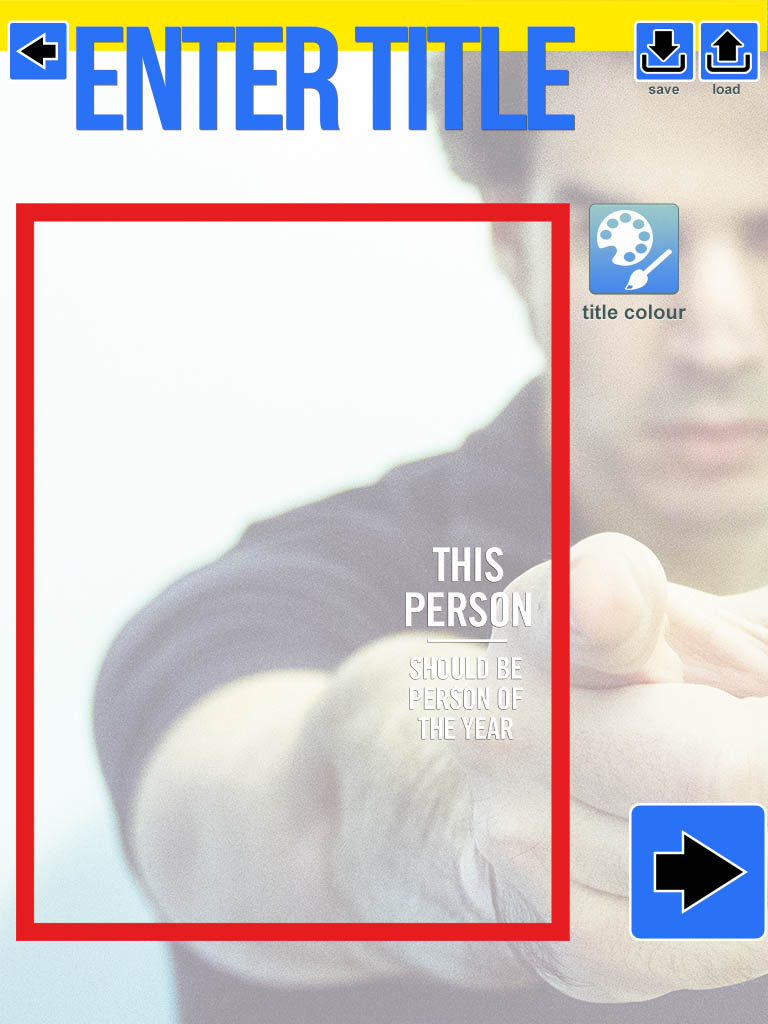 ENTER TITLE
save
load
title colour
THIS
PERSON
SHOULD BE
PERSON OF
THE YEAR